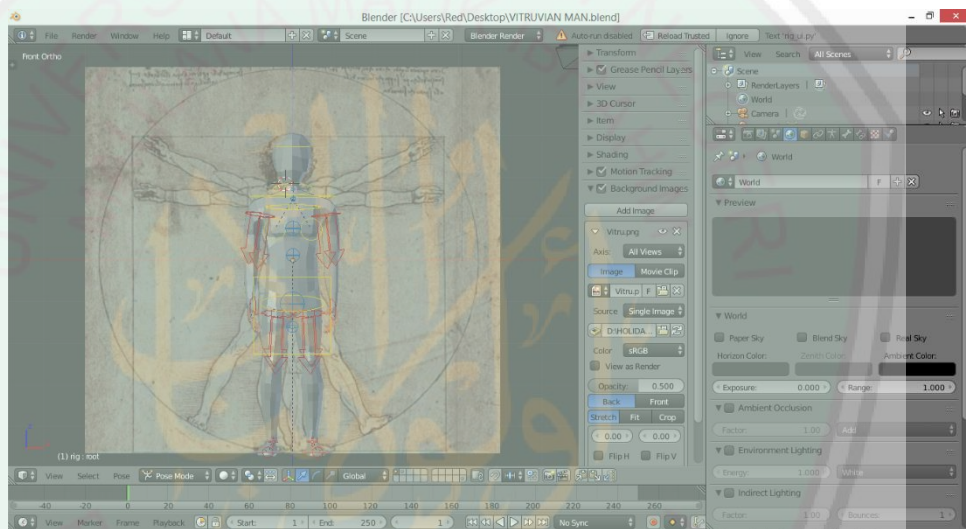 Blender [C:\Users\Red\Desktop\VITRUVIAN MAN.blend]
File Render Window Help Default Scene Blender Render Auto-run disabled Reload Trusted Ignore Text 'rig_ui.py'
View Search All Scenes
Front Ortho
Transform
Grease Pencil Layers
View
3D Cursor
Item
Display
Shading
Motion Tracking
Background Images
Add Image
Vitru.png
Axis: All Views
Image Movie Clip
Vitru.p F
Source Single Image
D:\HOLIDA...
Color sRGB
View as Render
Opacity: 0.500
Back Front
Stretch Fit Crop
0.00 0.00
Flip H Flip V
(1) rig : root
View Select Pose Pose Mode Global
-40 -20 0 20 40 60 80 100 120 140 160 180 200 220 240 260
View Marker Frame Playback Start: 1 End: 250 1 No Sync
Scene
RenderLayers
World
Camera
World
World F
Preview
World
Paper Sky Blend Sky Real Sky
Horizon Color: Zenith Color: Ambient Color:
Exposure: 0.000 Range: 1.000
Ambient Occlusion
Factor: 1.00 Add
Environment Lighting
Energy: 1.000 White
Indirect Lighting
Factor: 1.00 Bounces: 1